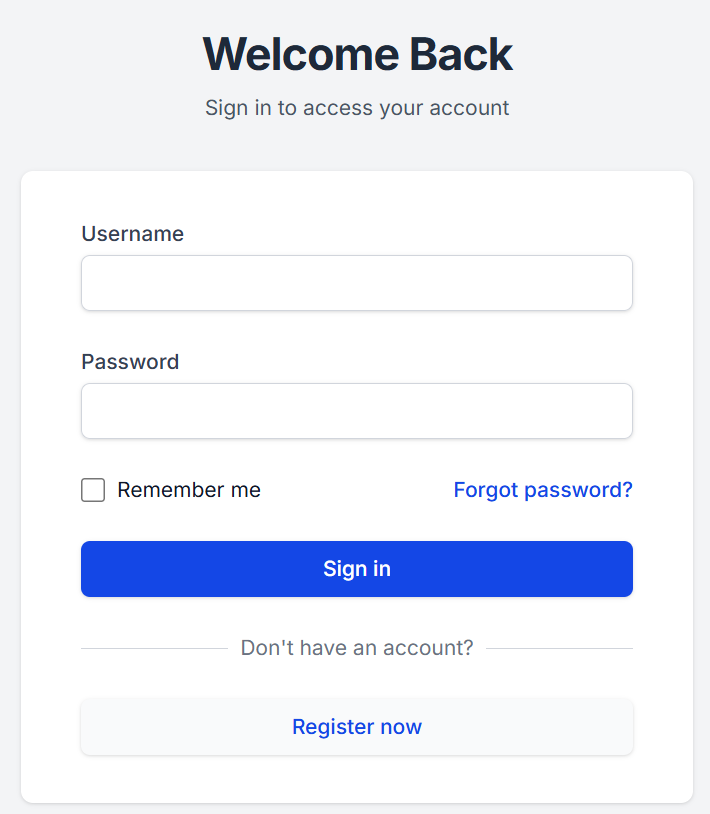 Welcome Back
Sign in to access your account
Username
Password
Remember me
Forgot password?
Sign in
Don't have an account?
Register now